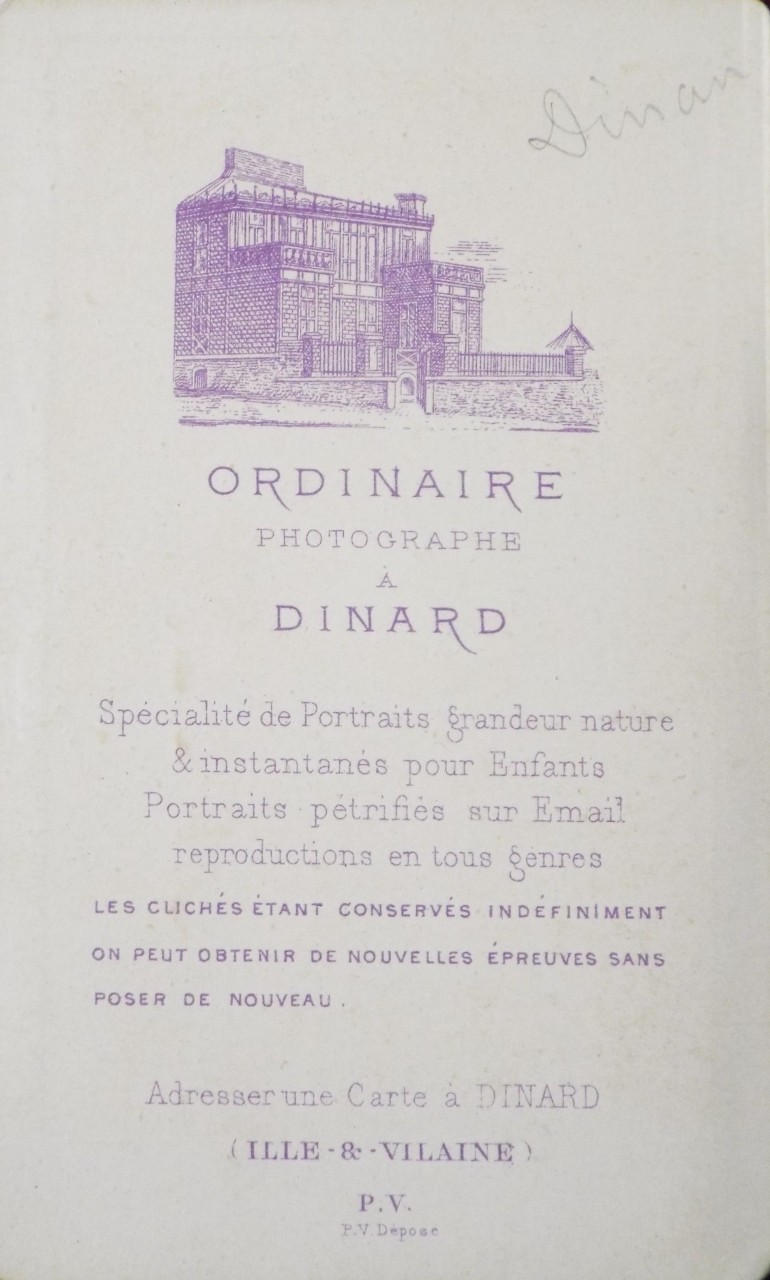 Dinan
ORDINAIRE
PHOTOGRAPHE
À
DINARD
Spécialité de Portraits grandeur nature
& instantanés pour Enfants
Portraits pétrifiés sur Email
reproductions en tous genres
LES CLICHÉS ÉTANT CONSERVÉS INDÉFINIMENT
ON PEUT OBTENIR DE NOUVELLES ÉPREUVES SANS
POSER DE NOUVEAU.
Adresser une Carte à DINARD
(ILLE-&-VILAINE)
P.V.
P.V. Déposé